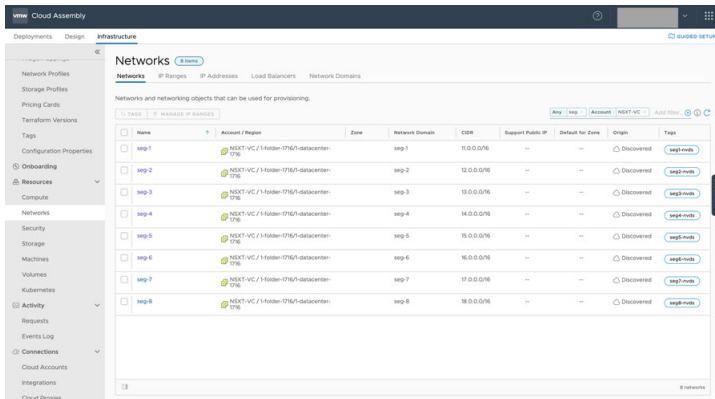 vmw Cloud Assembly
Deployments Design Infrastructure GUIDED SETUP
Network Profiles
Storage Profiles
Pricing Cards
Terraform Versions
Tags
Configuration Properties
Onboarding
Resources
Compute
Networks
Security
Storage
Machines
Volumes
Kubernetes
Activity
Requests
Events Log
Connections
Cloud Accounts
Integrations
Cloud Proxies
Networks 8 items
Networks IP Ranges IP Addresses Load Balancers Network Domains
Networks and networking objects that can be used for provisioning.
TAGS MANAGE IP RANGES Any: seg Account: NSXT-VC Add filter...
Name Account / Region Zone Network Domain CIDR Support Public IP Default for Zone Origin Tags
seg-1 NSXT-VC / 1-folder-1716/1-datacenter-1716 seg-1 11.0.0.0/16 -- -- Discovered seg1-nvds
seg-2 NSXT-VC / 1-folder-1716/1-datacenter-1716 seg-2 12.0.0.0/16 -- -- Discovered seg2-nvds
seg-3 NSXT-VC / 1-folder-1716/1-datacenter-1716 seg-3 13.0.0.0/16 -- -- Discovered seg3-nvds
seg-4 NSXT-VC / 1-folder-1716/1-datacenter-1716 seg-4 14.0.0.0/16 -- -- Discovered seg4-nvds
seg-5 NSXT-VC / 1-folder-1716/1-datacenter-1716 seg-5 15.0.0.0/16 -- -- Discovered seg5-nvds
seg-6 NSXT-VC / 1-folder-1716/1-datacenter-1716 seg-6 16.0.0.0/16 -- -- Discovered seg6-nvds
seg-7 NSXT-VC / 1-folder-1716/1-datacenter-1716 seg-7 17.0.0.0/16 -- -- Discovered seg7-nvds
seg-8 NSXT-VC / 1-folder-1716/1-datacenter-1716 seg-8 18.0.0.0/16 -- -- Discovered seg8-nvds
8 networks